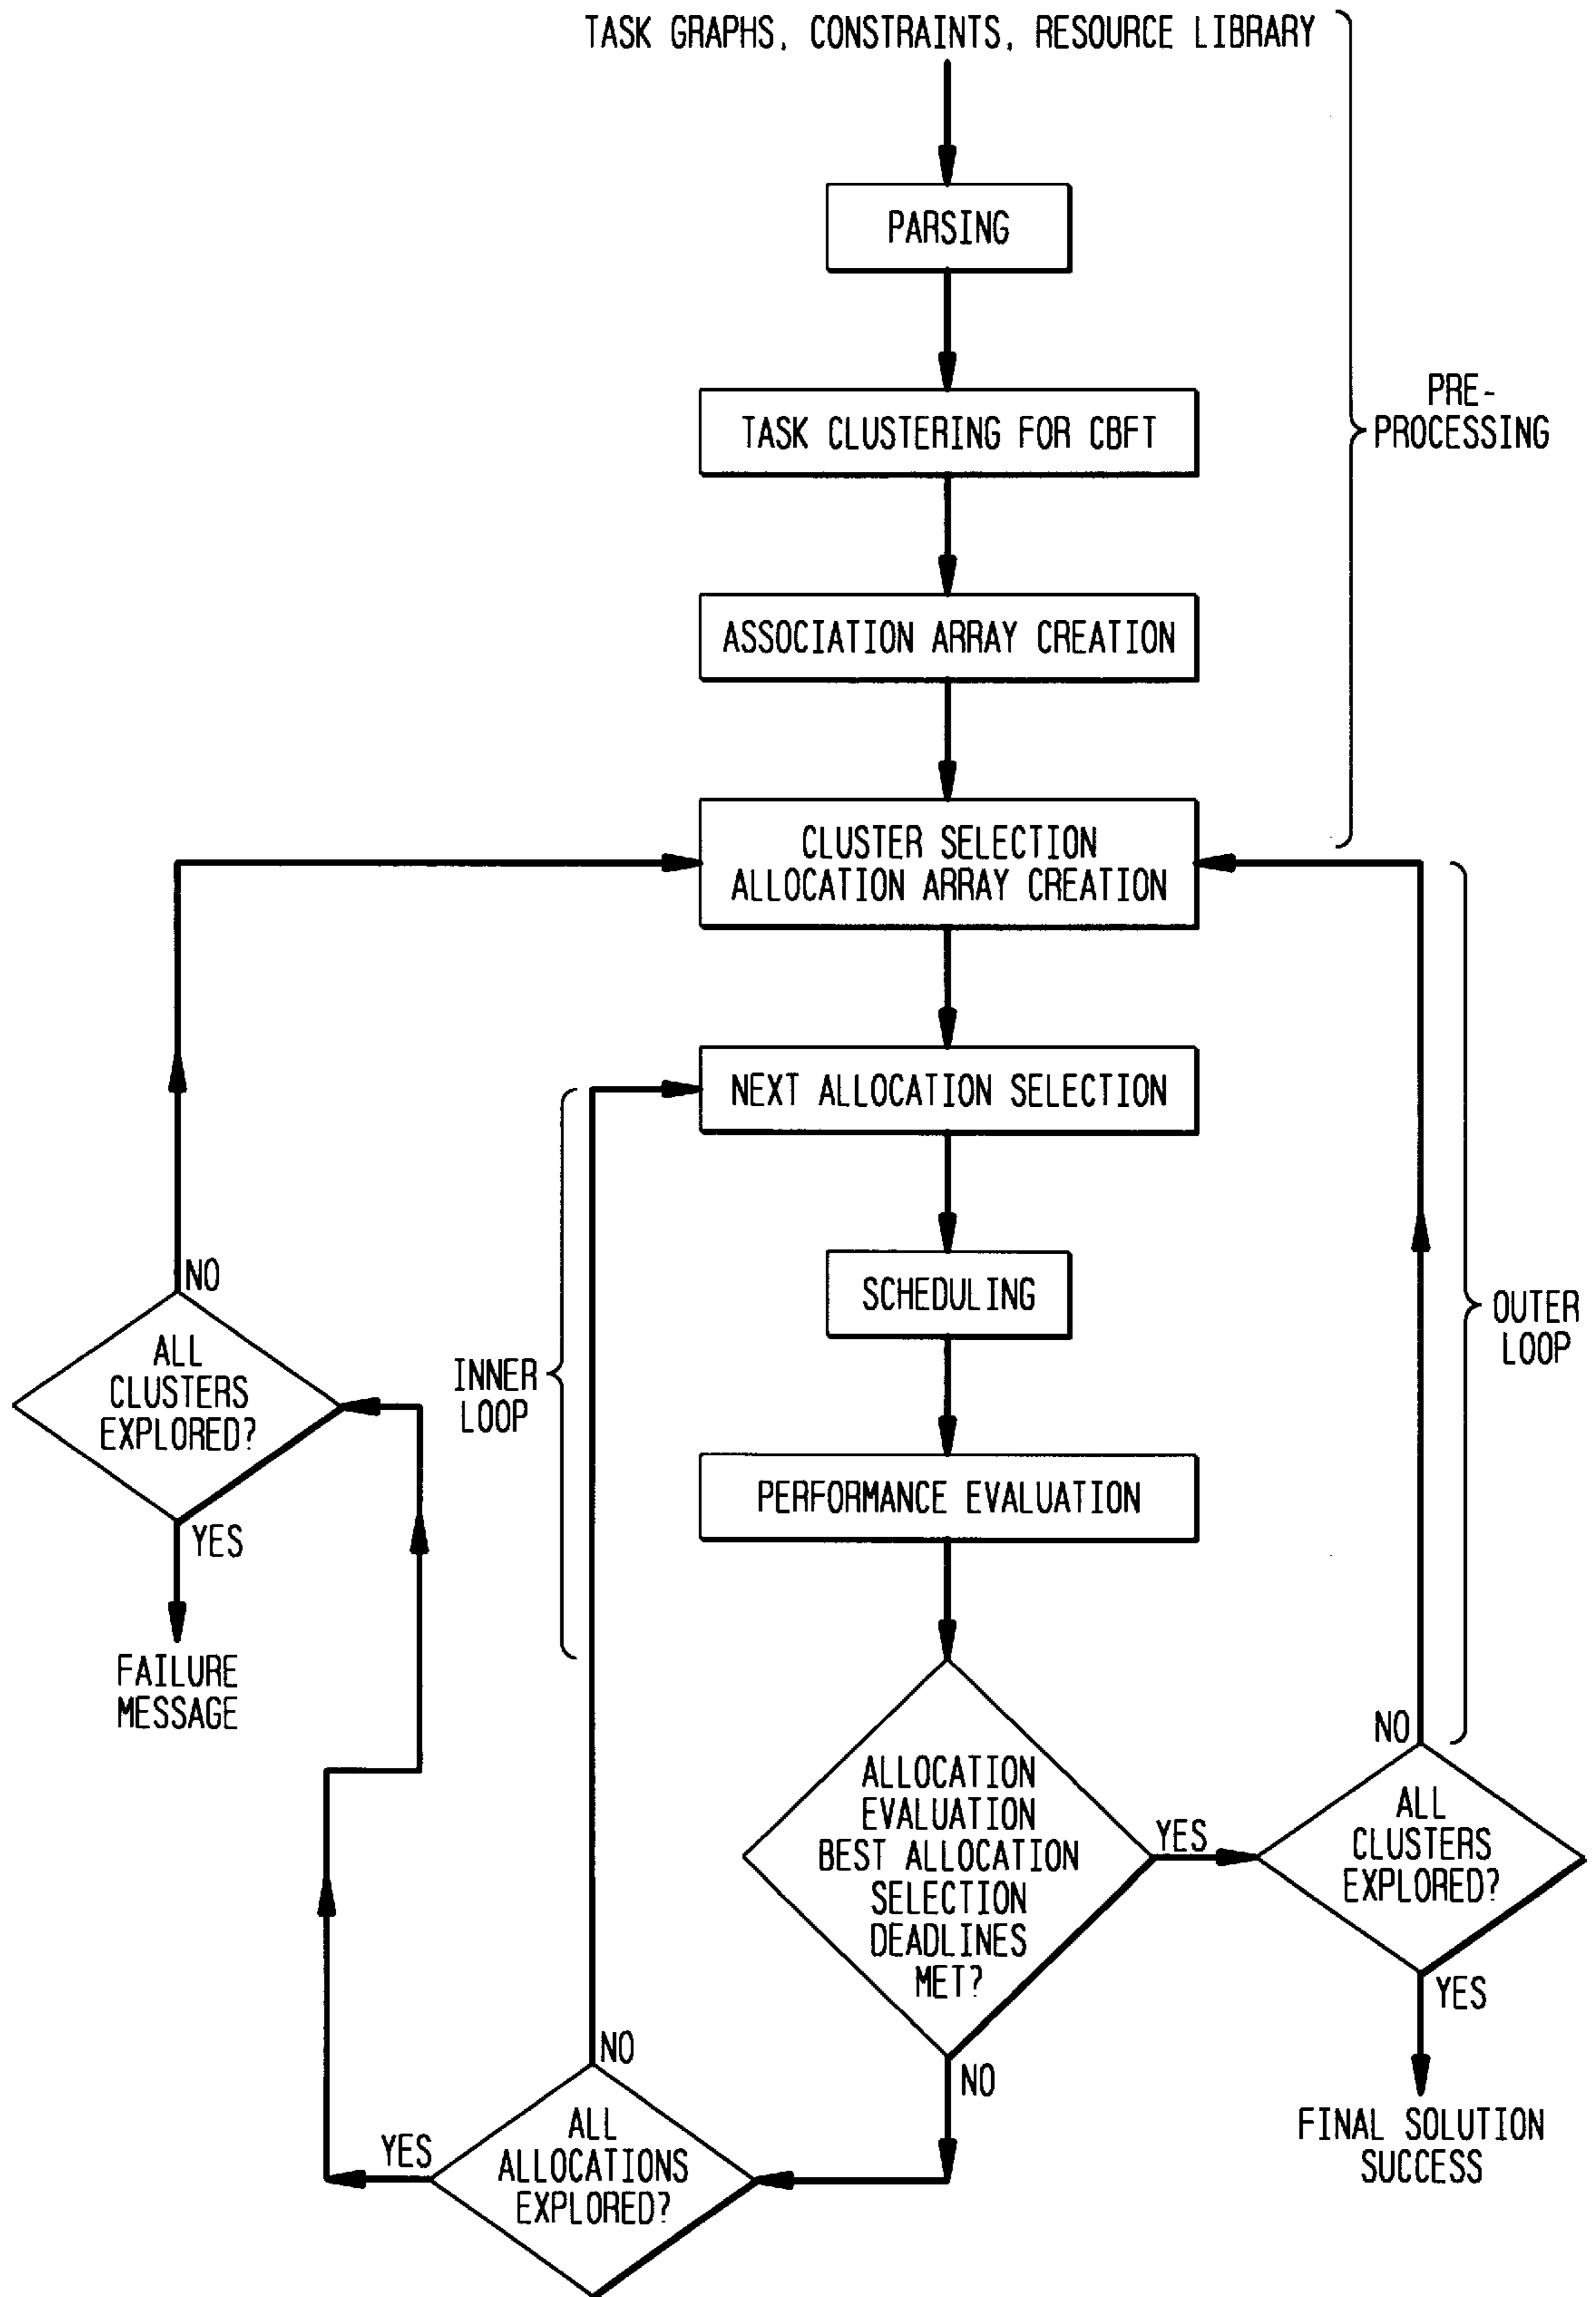 TASK GRAPHS, CONSTRAINTS, RESOURCE LIBRARY
PARSING
PRE-
PROCESSING
TASK CLUSTERING FOR CBFT
ASSOCIATION ARRAY CREATION
CLUSTER SELECTION
ALLOCATION ARRAY CREATION
NEXT ALLOCATION SELECTION
NO
SCHEDULING
OUTER
LOOP
ALL
CLUSTERS
EXPLORED?
INNER
LOOP
PERFORMANCE EVALUATION
YES
FAILURE
MESSAGE
NO
ALLOCATION
EVALUATION
BEST ALLOCATION
SELECTION
DEADLINES
MET?
YES
ALL
CLUSTERS
EXPLORED?
YES
NO
NO
FINAL SOLUTION
SUCCESS
YES
ALL
ALLOCATIONS
EXPLORED?